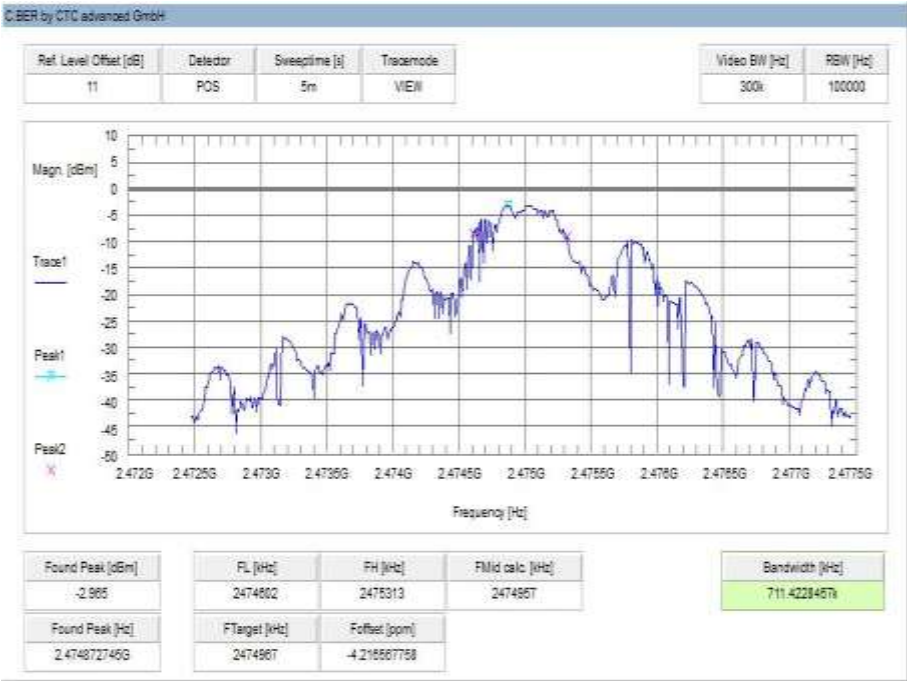 C.BER by CTC advanced GmbH
Ref. Level Offset [dB] Detector Sweeptime [s] Tracemode Video BW [Hz] RBW [Hz]
11 POS 5m VIEW 300k 100000
10
Magn. [dBm] 5
0
-5
-10
Trace1 -15
-20
-25
-30
Peak1 -35
-40
-45
Peak2 -50
2.472G 2.4725G 2.473G 2.4735G 2.474G 2.4745G 2.475G 2.4755G 2.476G 2.4765G 2.477G 2.4775G
Frequency [Hz]
Found Peak [dBm] FL [kHz] FH [kHz] FMid calc. [kHz] Bandwidth [kHz]
-2.965 2474602 2475313 2474957 711.4228457k
Found Peak [Hz] FTarget [kHz] Foffset [ppm]
2.474872745G 2474967 -4.216567758